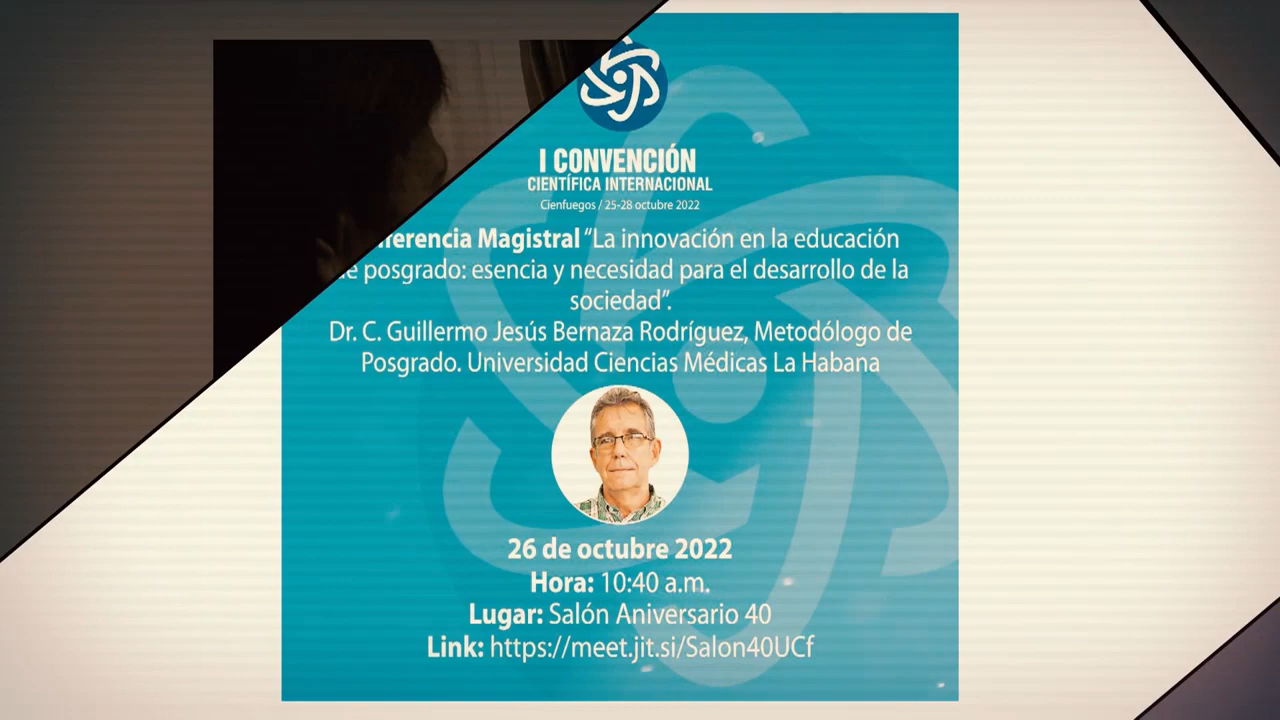 I CONVENCIÓN
CIENTÍFICA INTERNACIONAL
Cienfuegos / 25-28 octubre 2022
Magistral “La innovación en la educación
posgrado: esencia y necesidad para el desarrollo de la
sociedad”.
Dr. C. Guillermo Jesús Bernaza Rodríguez, Metodólogo de
Posgrado. Universidad Ciencias Médicas La Habana
26 de octubre 2022
Hora: 10:40 a.m.
Lugar: Salón Aniversario 40
Link: https://meet.jit.si/Salon40UCf